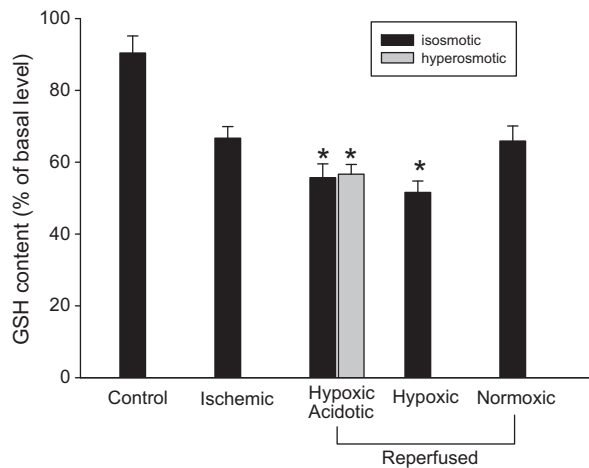 100
80
60
40
20
0
GSH content (% of basal level)
isosmotic
hyperosmotic
* * *
Control Ischemic Hypoxic Hypoxic Normoxic
Acidotic
Reperfused